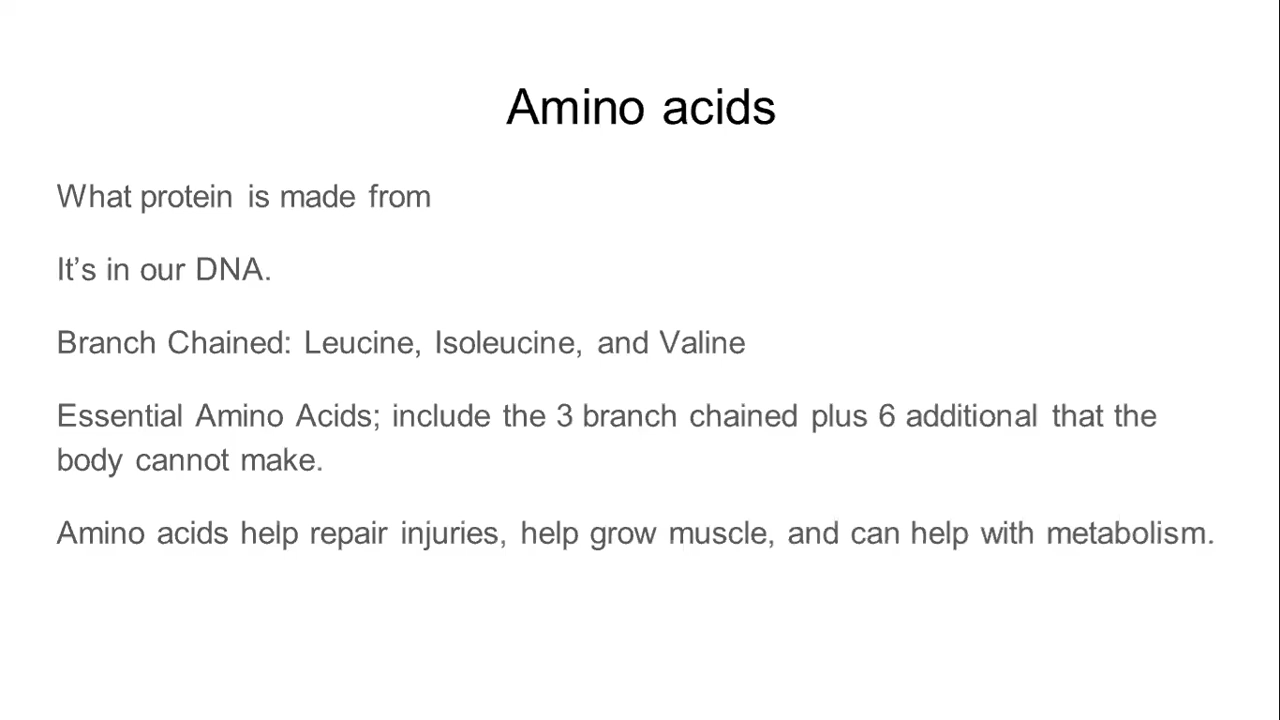 Amino acids
What protein is made from
It’s in our DNA.
Branch Chained: Leucine, Isoleucine, and Valine
Essential Amino Acids; include the 3 branch chained plus 6 additional that the
body cannot make.
Amino acids help repair injuries, help grow muscle, and can help with metabolism.